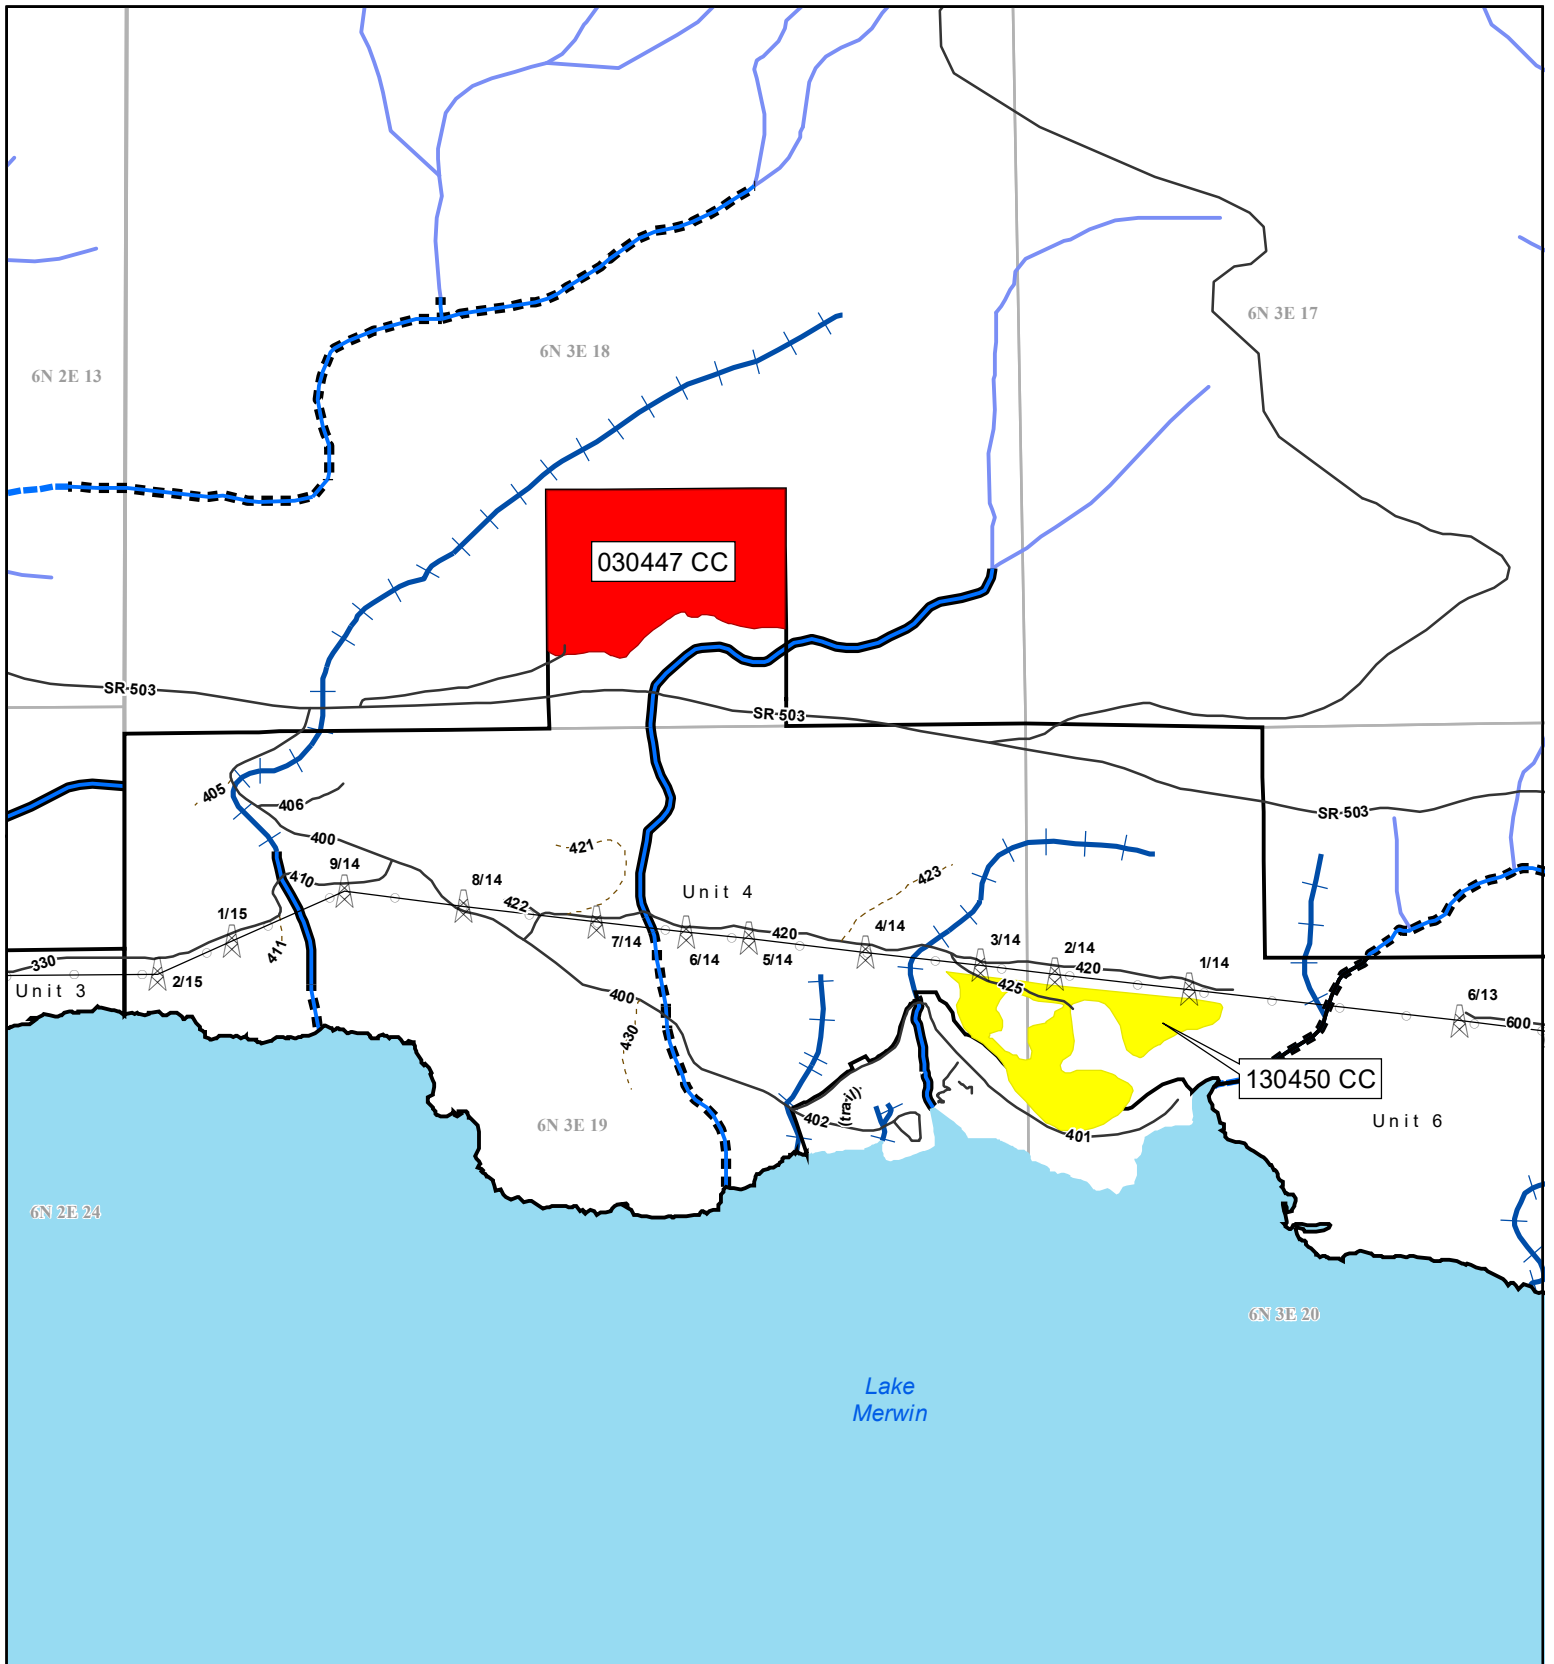 6N 3E 17
6N 3E 18
6N 2E 13
030447 CC
SR 503
SR 503
SR 503
405
406
400
421
9/14
410
8/14
423
Unit 4
422
1/15
420
4/14
411
7/14
3/14
2/14
330
6/14
5/14
420
1/14
2/15
425
Unit 3
400
6/13
600
430
130450 CC
(trail)
402
Unit 6
6N 3E 19
401
6N 2E 24
6N 3E 20
Lake
Merwin